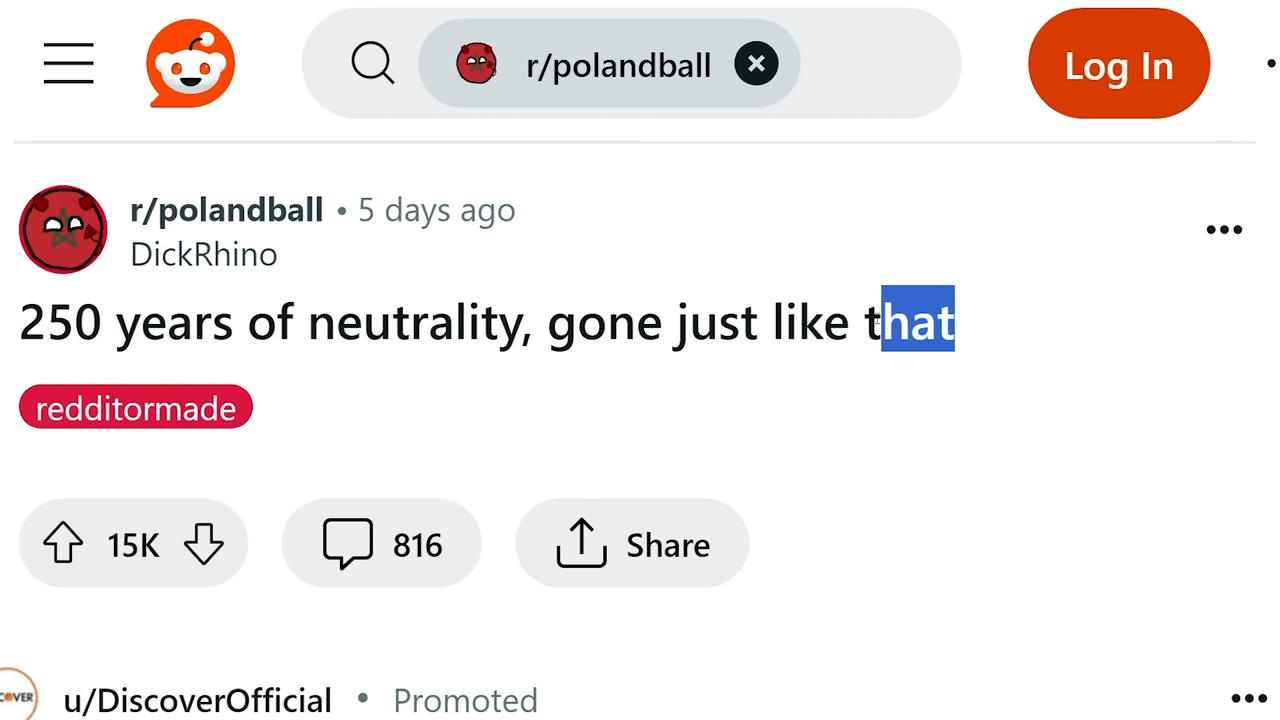 r/polandball
Log In
r/polandball • 5 days ago
DickRhino
250 years of neutrality, gone just like that
redditormade
15K
816
Share
COVER
u/DiscoverOfficial • Promoted